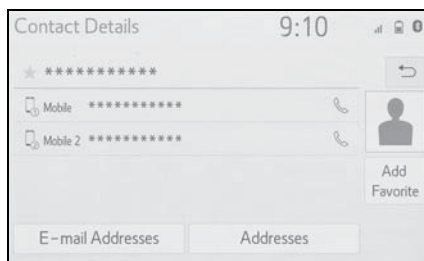 Contact Details 9:10
***********
Mobile ***********
Mobile 2 ***********
Add
Favorite
E-mail Addresses Addresses